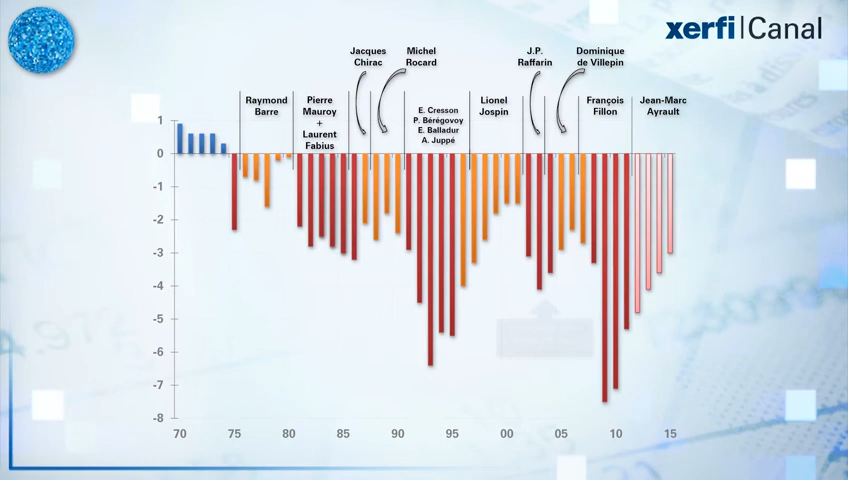 xerfi|Canal
Jacques
Chirac
Michel
Rocard
J.P.
Raffarin
Dominique
de Villepin
Raymond
Barre
Pierre
Mauroy
+
Laurent
Fabius
E. Cresson
P. Bérégovoy
E. Balladur
A. Juppé
Lionel
Jospin
François
Fillon
Jean-Marc
Ayrault
1
0
-1
-2
-3
-4
-5
-6
-7
-8
70 75 80 85 90 95 00 05 10 15